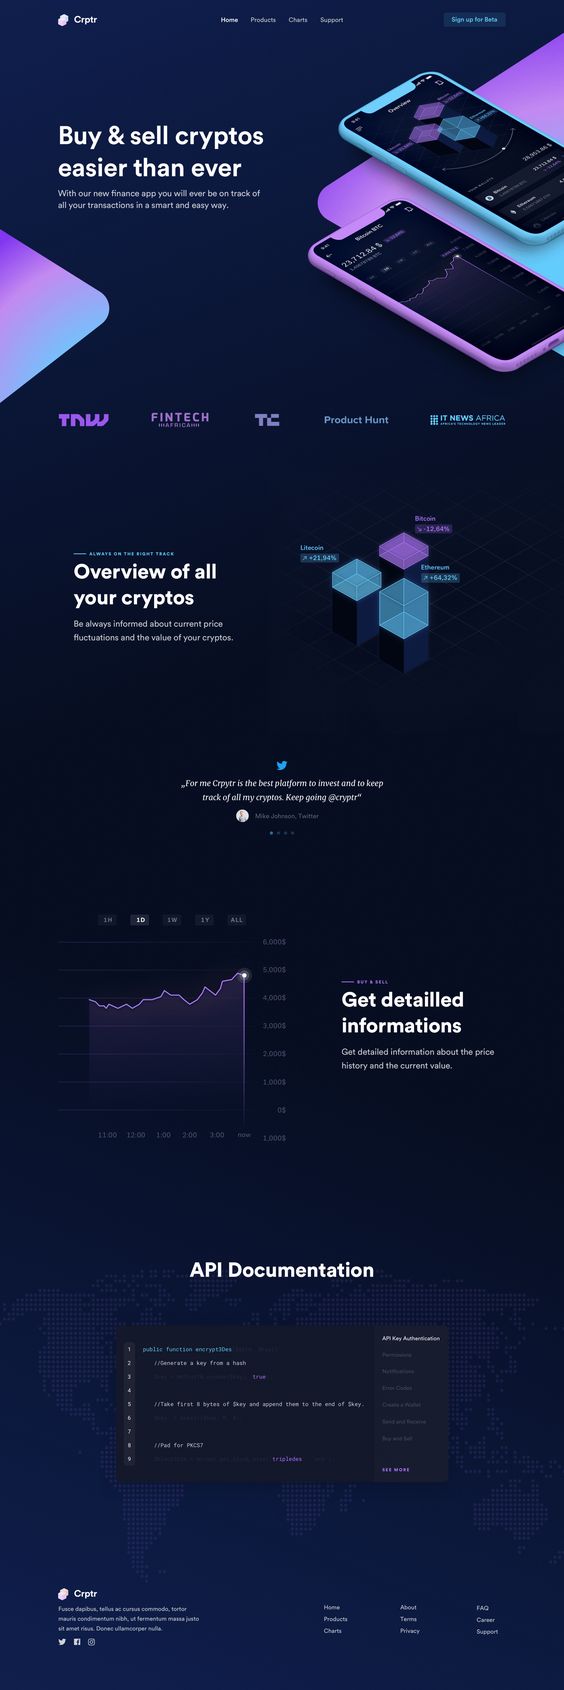 Crptr
Home Products Charts Support
Sign up for Beta
Buy & sell cryptos
easier than ever
With our new finance app you will ever be on track of
all your transactions in a smart and easy way.
Overview
Bitcoin BTC
23,712.84 $
TNW
FINTECH
AFRICA
TC
Product Hunt
IT NEWS AFRICA
AFRICA'S TECHNOLOGY NEWS LEADER
ALWAYS ON THE RIGHT TRACK
Overview of all
your cryptos
Be always informed about current price
fluctuations and the value of your cryptos.
Bitcoin
↘ -12,64%
Litecoin
↗ +21,94%
Ethereum
↗ +64,32%
„For me Crpytr is the best platform to invest and to keep
track of all my cryptos. Keep going @cryptr“
Mike Johnson, Twitter
1H 1D 1W 1Y ALL
6,000$
5,000$
4,000$
3,000$
2,000$
1,000$
0$
1,000$
11:00 12:00 1:00 2:00 3:00 now
BUY & SELL
Get detailled
informations
Get detailed information about the price
history and the current value.
API Documentation
1 public function encrypt3Des
2 //Generate a key from a hash
3 true
4
5 //Take first 8 bytes of $key and append them to the end of $key.
6
7
8 //Pad for PKCS7
9 tripledes
API Key Authentication
Permissions
Notifications
Error Codes
Create a Wallet
Send and Receive
Buy and Sell
SEE MORE
Crptr
Fusce dapibus, tellus ac cursus commodo, tortor
mauris condimentum nibh, ut fermentum massa justo
sit amet risus. Donec ullamcorper nulla.
Home
Products
Charts
About
Terms
Privacy
FAQ
Career
Support